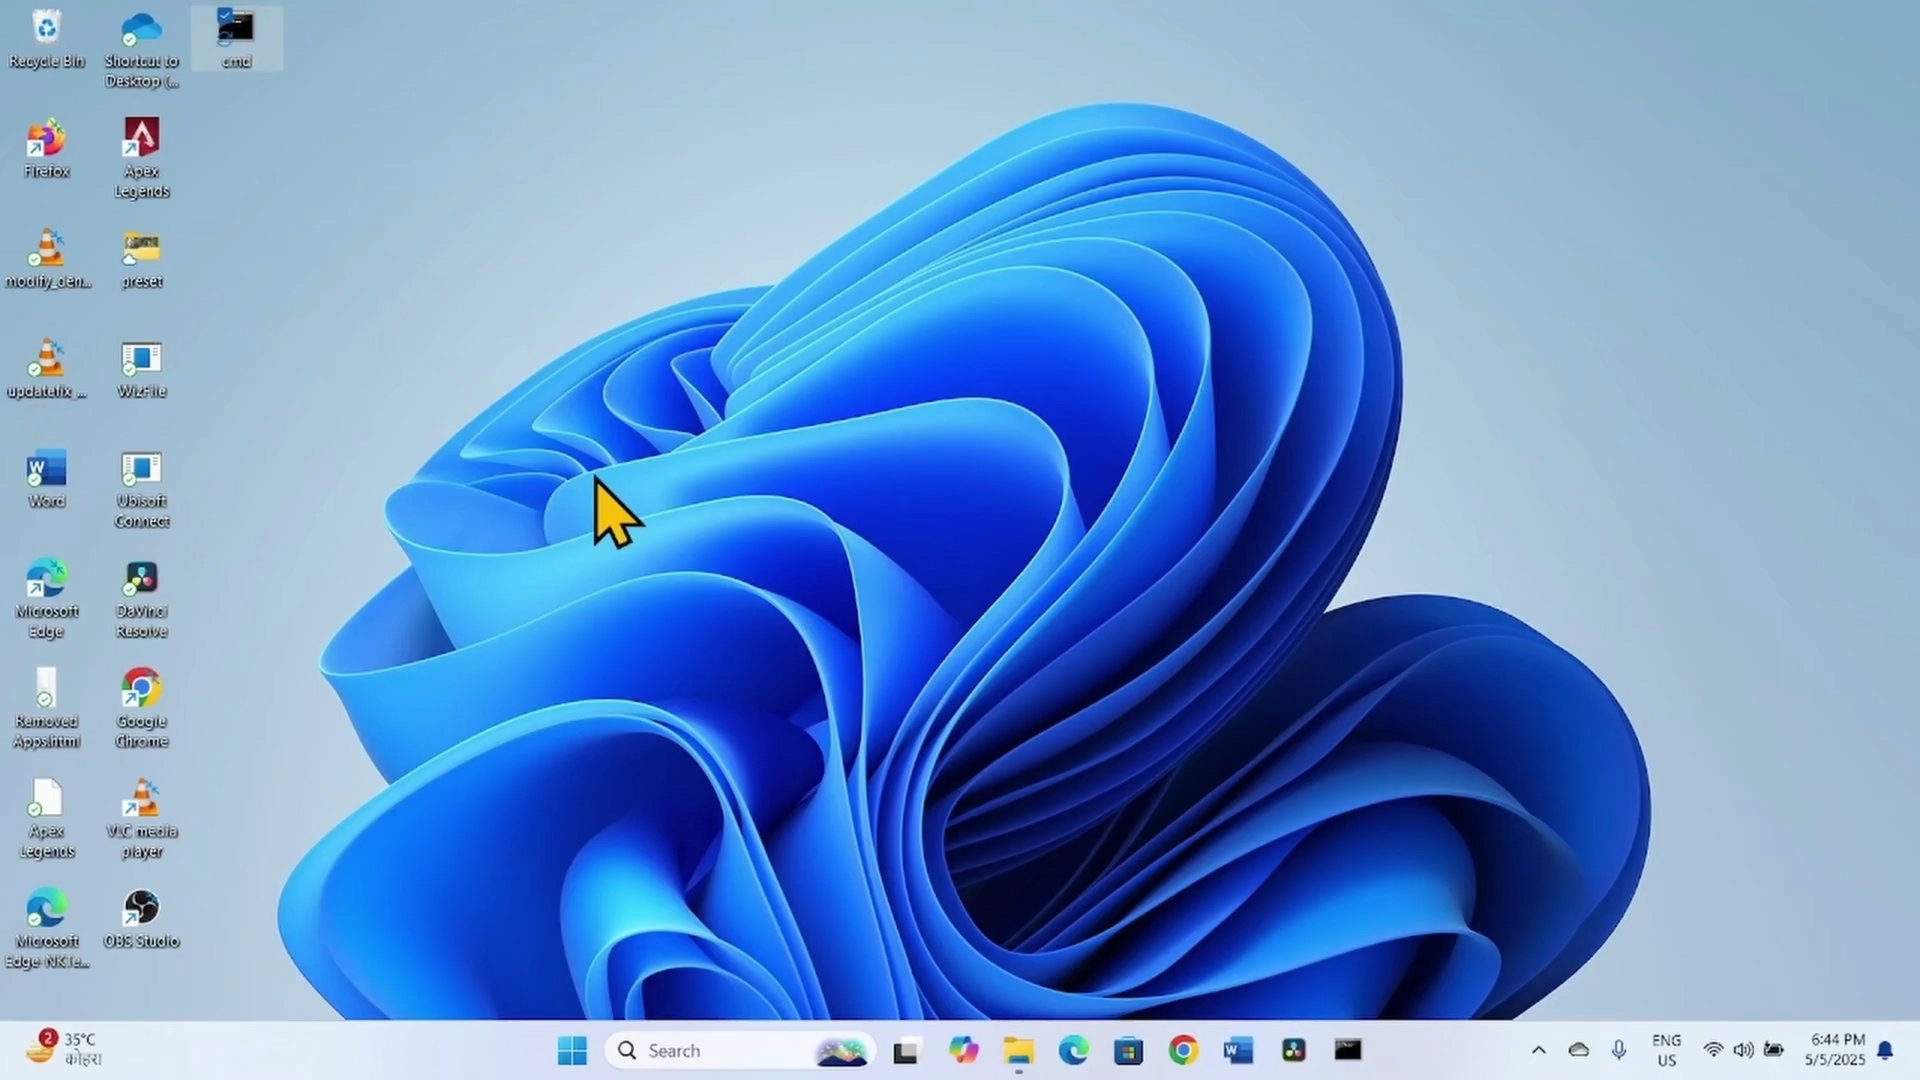 Recycle Bin
Shortcut to
Desktop (...
cmd
Firefox
Apex
Legends
modify_den...
preset
updatefix_...
WizFile
Word
Ubisoft
Connect
Microsoft
Edge
DaVinci
Resolve
Removed
Apps.html
Google
Chrome
Apex
Legends
VLC media
player
Microsoft
Edge-NKTe...
OBS Studio
2
35°C
कोहरा
Search
ENG
US
6:44 PM
5/5/2025